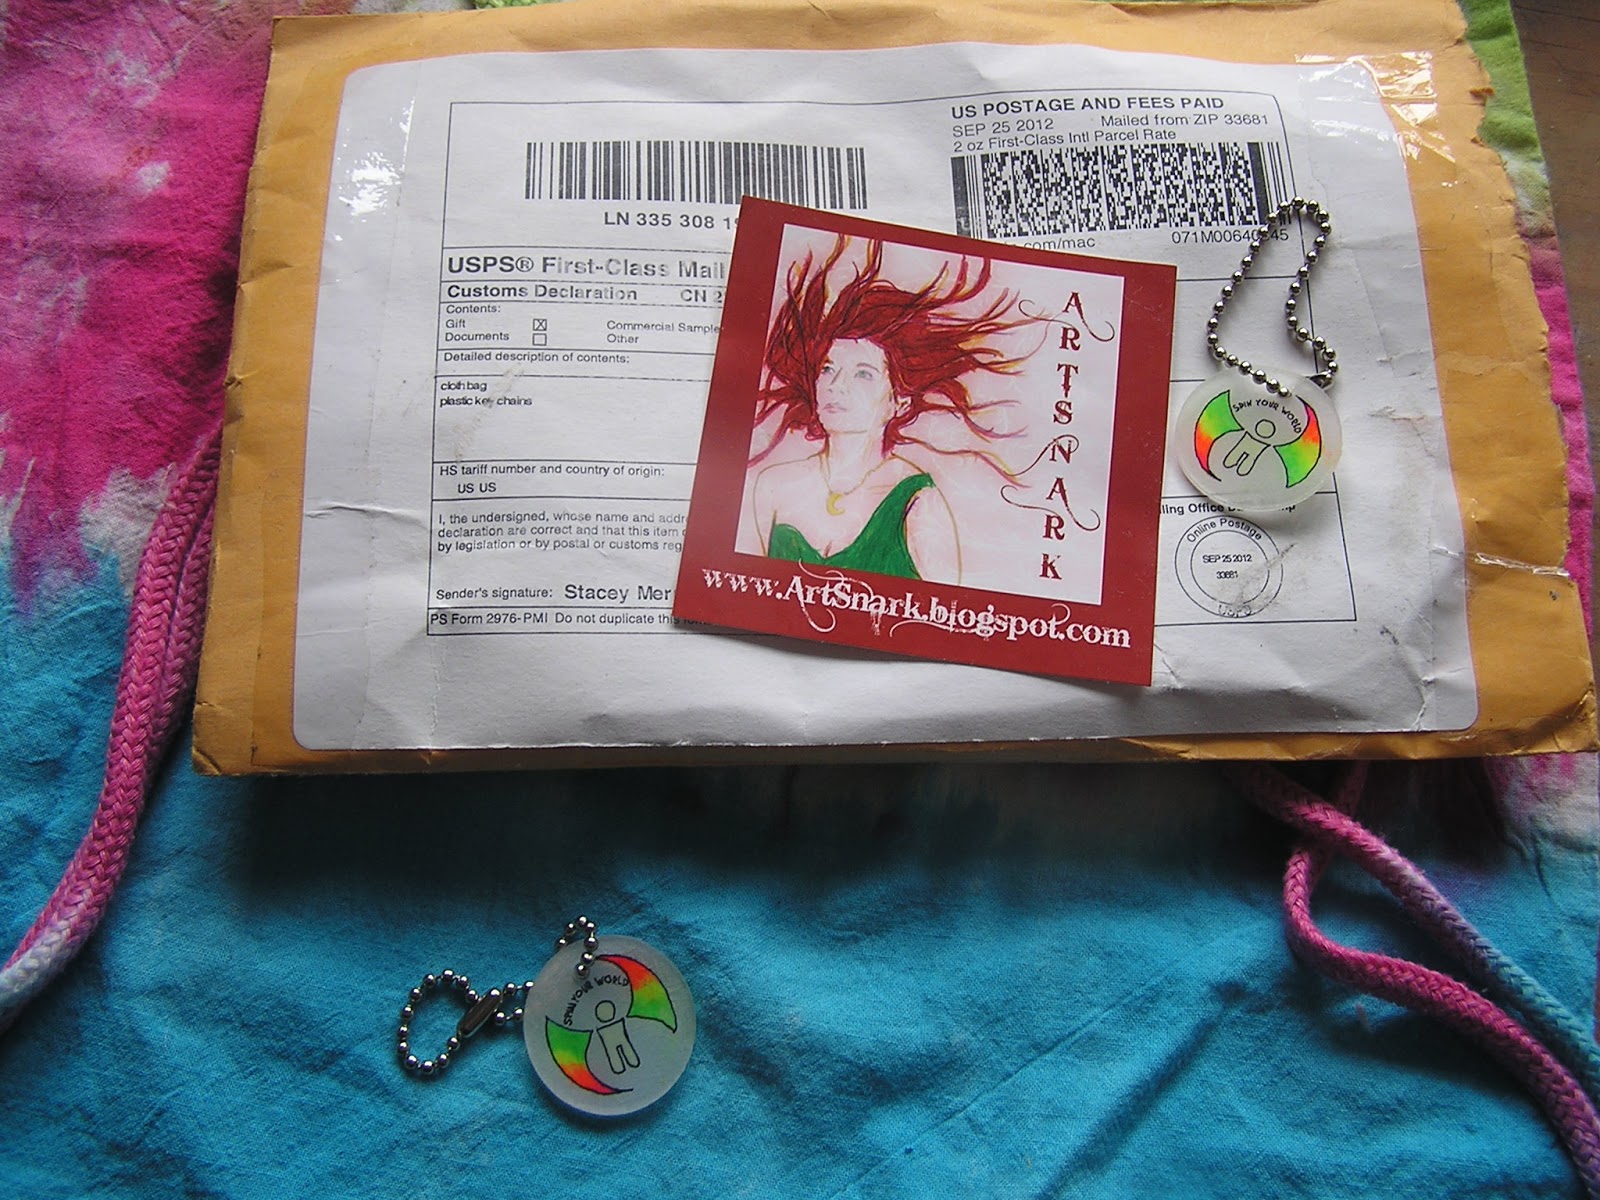 US POSTAGE AND FEES PAID
SEP 25 2012 Mailed from ZIP 33681
2 oz First-Class Intl Parcel Rate
LN 335 308
.com/mac
USPS® First-Class Mail
Customs Declaration CN
Contents:
Gift X Commercial Sample
Documents Other
Detailed description of contents:
cloth bag
plastic key chains
HS tariff number and country of origin:
US US
I, the undersigned, whose name and
declaration are correct and that this item
by legislation or by postal or customs
Sender's signature: Stacey
PS Form 2976-PMI Do not duplicate this
Office
Online Postage
SEP 25 2012
33681
USPS
ARTSNARK
www.ArtSnark.blogspot.com
SPIN YOUR WORLD
SPIN YOUR WORLD